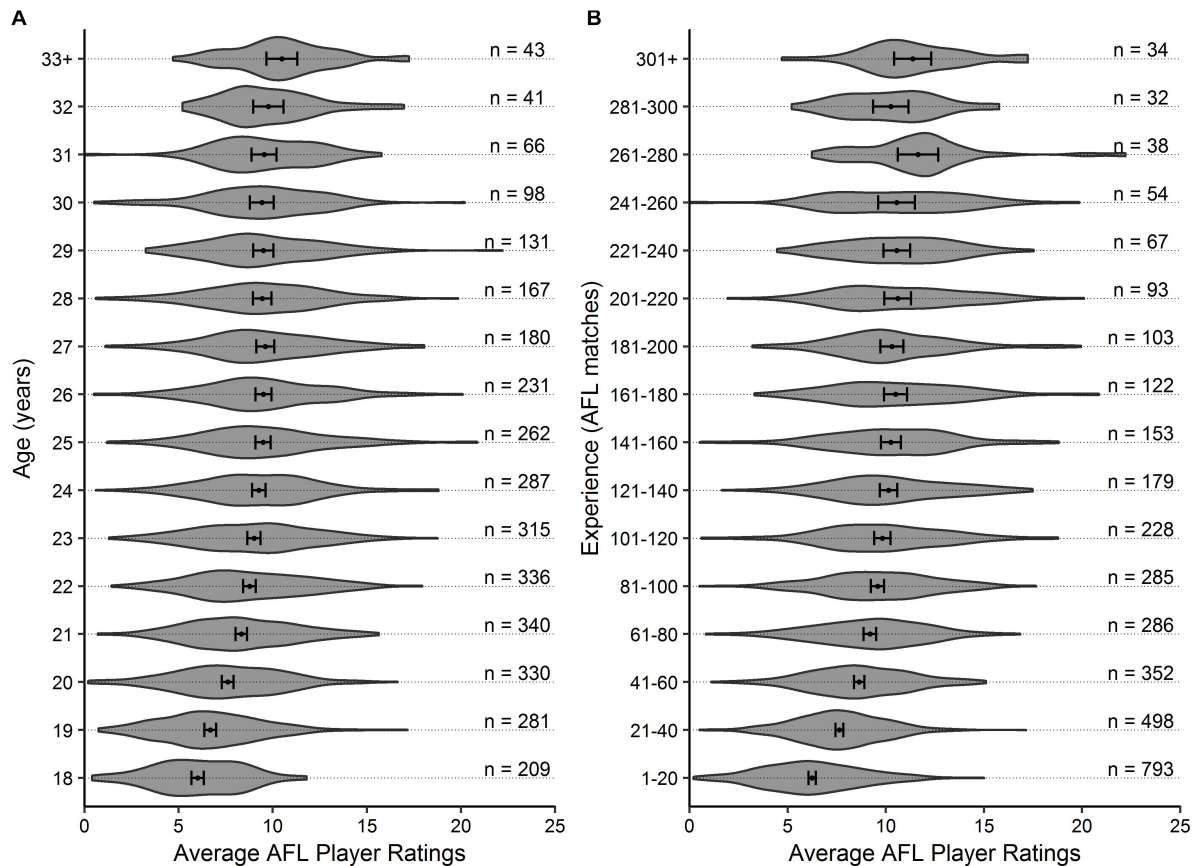 A
Age (years)
33+ n = 43
32 n = 41
31 n = 66
30 n = 98
29 n = 131
28 n = 167
27 n = 180
26 n = 231
25 n = 262
24 n = 287
23 n = 315
22 n = 336
21 n = 340
20 n = 330
19 n = 281
18 n = 209
0 5 10 15 20 25
Average AFL Player Ratings
B
Experience (AFL matches)
301+ n = 34
281-300 n = 32
261-280 n = 38
241-260 n = 54
221-240 n = 67
201-220 n = 93
181-200 n = 103
161-180 n = 122
141-160 n = 153
121-140 n = 179
101-120 n = 228
81-100 n = 285
61-80 n = 286
41-60 n = 352
21-40 n = 498
1-20 n = 793
0 5 10 15 20 25
Average AFL Player Ratings